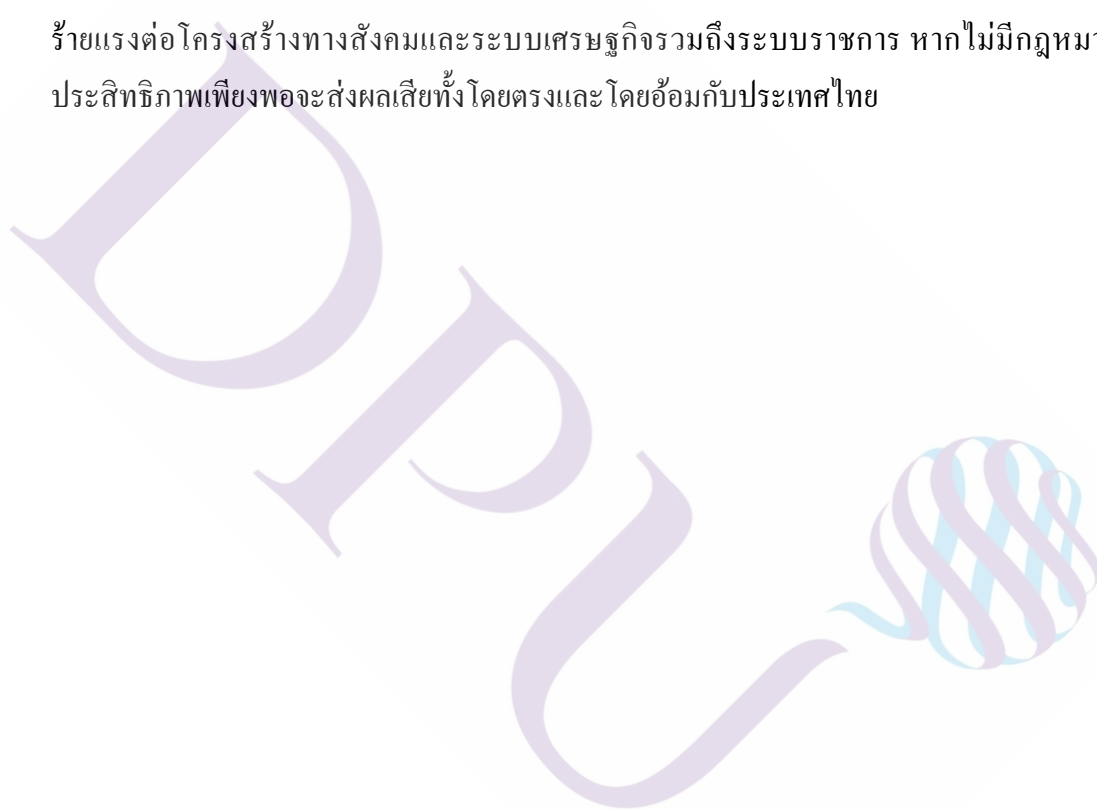 ร้ายแรงต่อโครงสร้างทางสังคมและระบบเศรษฐกิจรวมถึงระบบราชการ หากไม่มีกฎหมา
ประสิทธิภาพเพียงพอจะส่งผลเสียทั้งโดยตรงและโดยอ้อมกับประเทศไทย
DPU